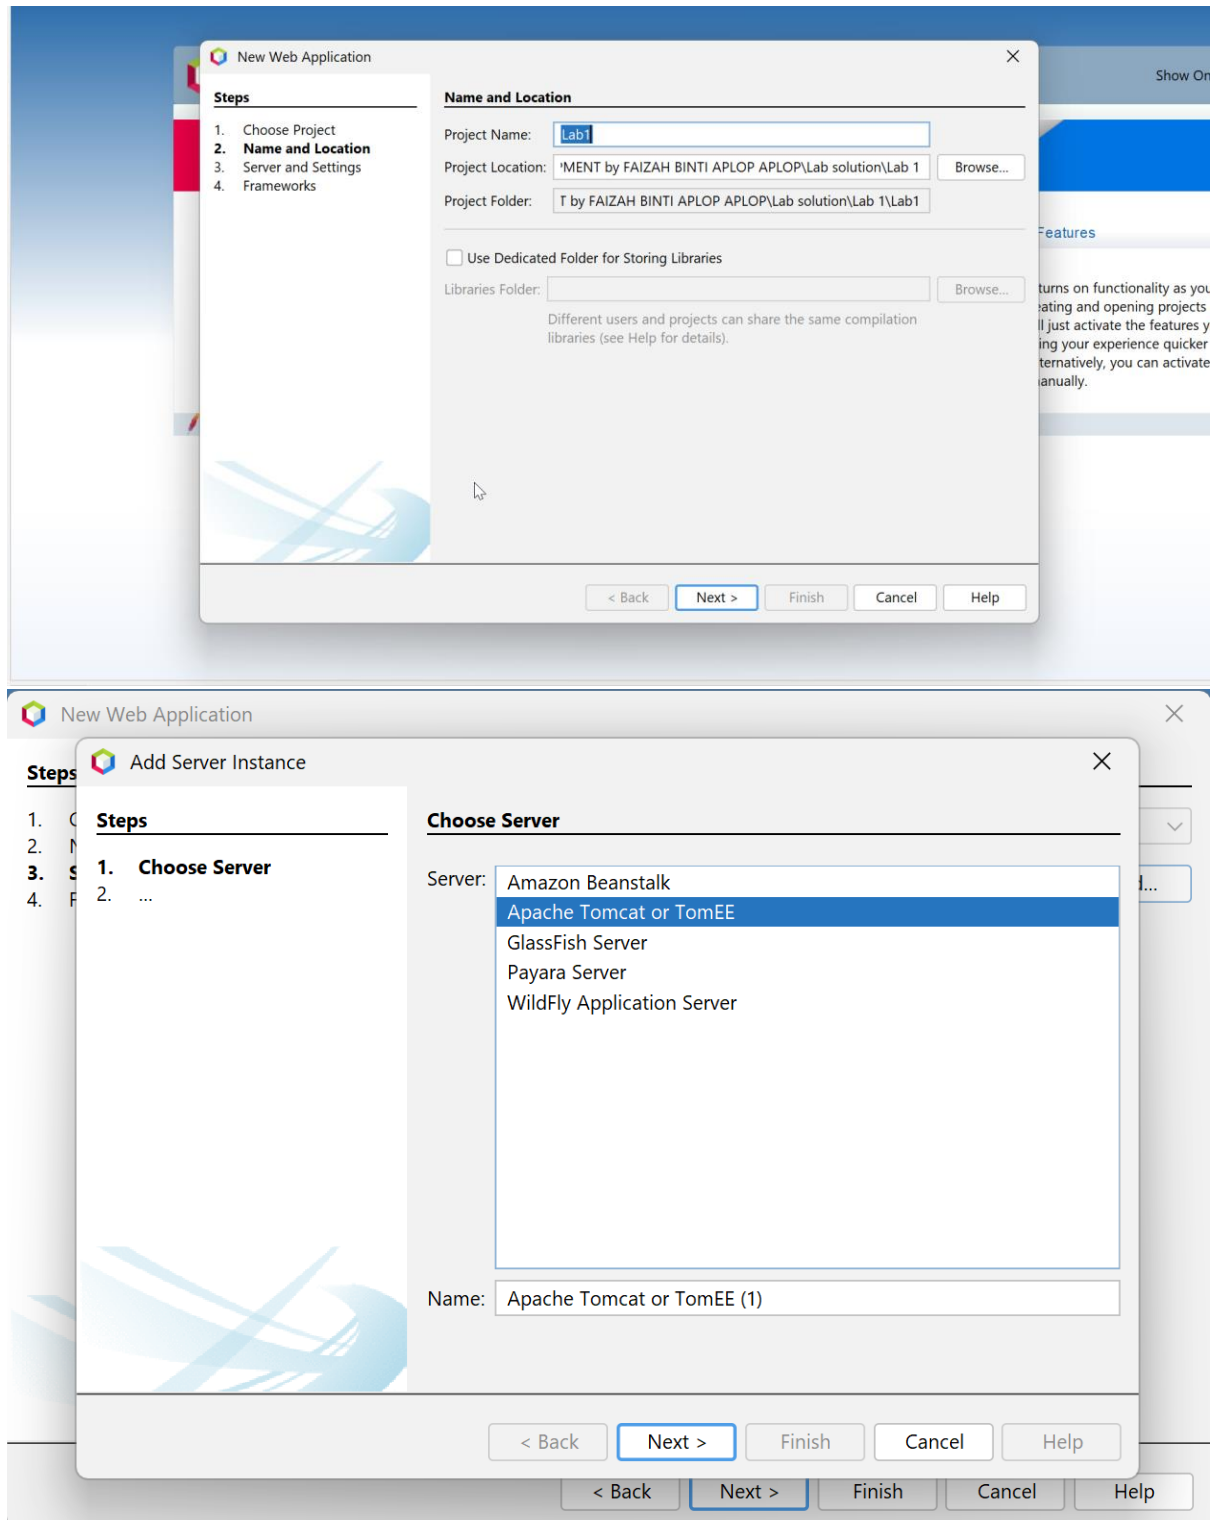 New Web Application
Show On
Steps
1. Choose Project
2. Name and Location
3. Server and Settings
4. Frameworks
Name and Location
Project Name: Lab1
Project Location: 'MENT by FAIZAH BINTI APLOP APLOP\Lab solution\Lab 1 Browse...
Project Folder: T by FAIZAH BINTI APLOP APLOP\Lab solution\Lab 1\Lab1
Use Dedicated Folder for Storing Libraries
Libraries Folder: Browse...
Different users and projects can share the same compilation
libraries (see Help for details).
Features
turns on functionality as you
eating and opening projects
ll just activate the features y
ing your experience quicker
ternatively, you can activate
anually.
< Back Next > Finish Cancel Help
New Web Application
Steps
1.
2.
3.
4.
Add Server Instance
Steps
1. Choose Server
2. ...
Choose Server
Server: Amazon Beanstalk
Apache Tomcat or TomEE
GlassFish Server
Payara Server
WildFly Application Server
Name: Apache Tomcat or TomEE (1)
< Back Next > Finish Cancel Help
< Back Next > Finish Cancel Help